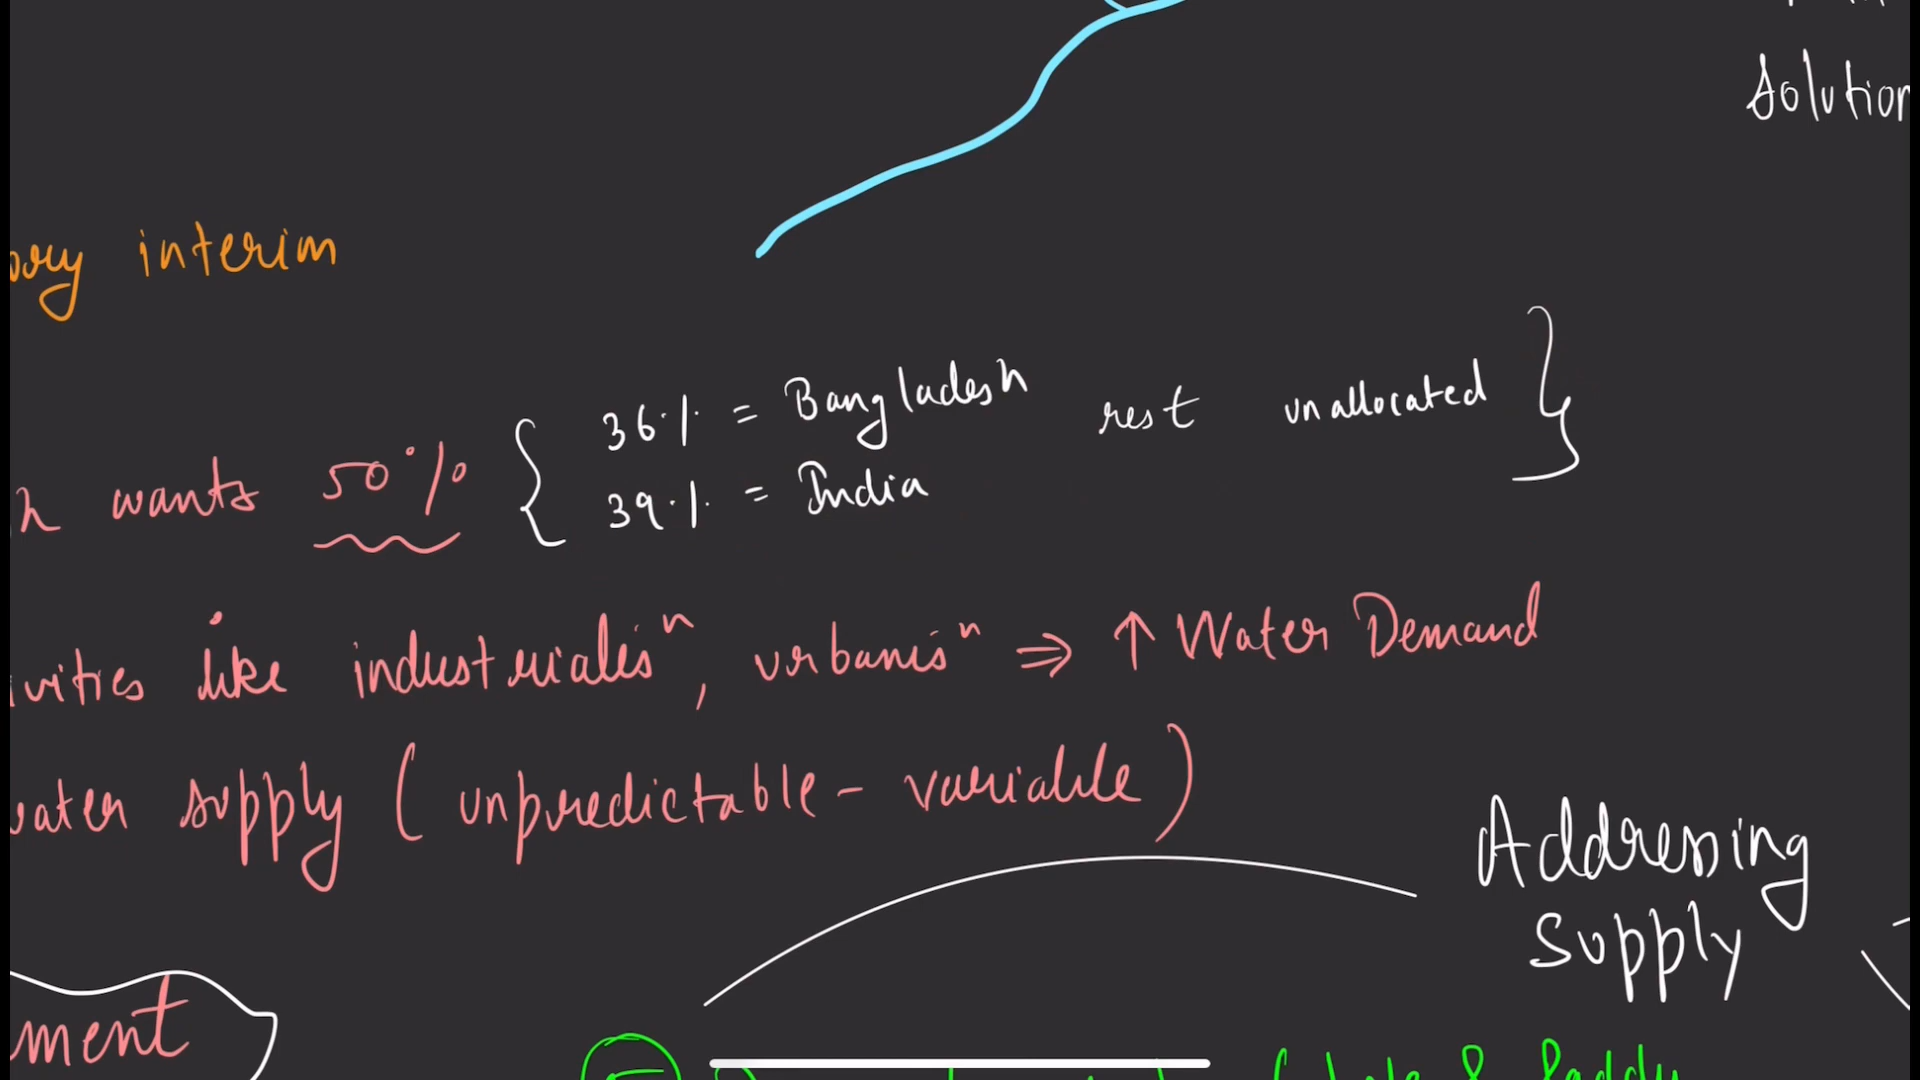 Solution
interim
36% = Bangladesh rest unallocated
wants 50%
39% = India
like industrialisⁿ, urbanisⁿ ⇒ ↑ Water Demand
supply (unpredictable - variable)
Addressing
Supply
ment
& Paddy